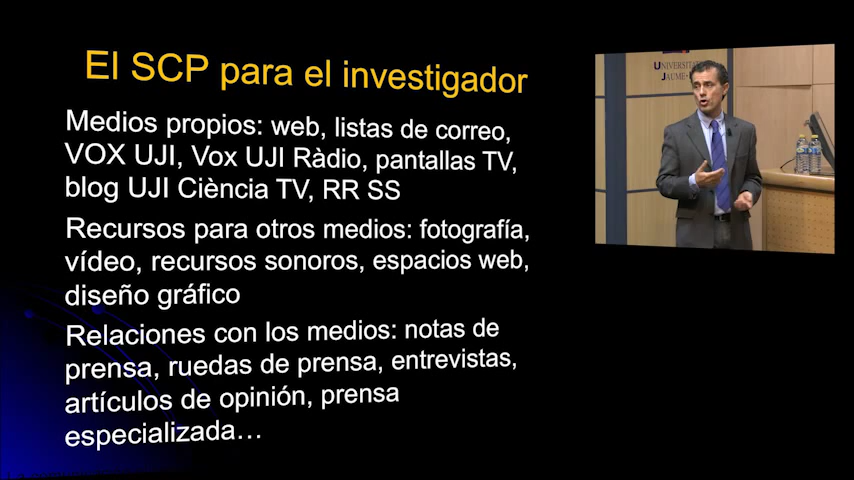 El SCP para el investigador
Medios propios: web, listas de correo,
VOX UJI, Vox UJI Ràdio, pantallas TV,
blog UJI Ciència TV, RR SS
Recursos para otros medios: fotografía,
vídeo, recursos sonoros, espacios web,
diseño gráfico
Relaciones con los medios: notas de
prensa, ruedas de prensa, entrevistas,
artículos de opinión, prensa
especializada…
UNIVERSITAT
JAUME